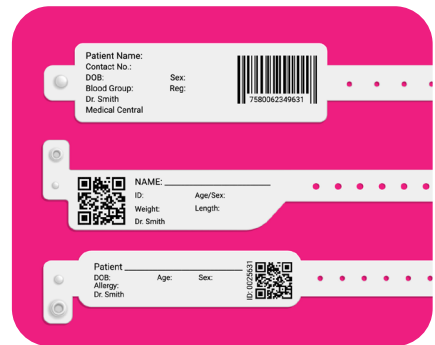 Patient Name:
Contact No.:
DOB: Sex:
Blood Group: Reg:
Dr. Smith
Medical Central
7580062349631
NAME:
ID: Age/Sex:
Weight: Length:
Dr. Smith
Patient
DOB: Age: Sex:
Allergy:
Dr. Smith
ID: 0025631